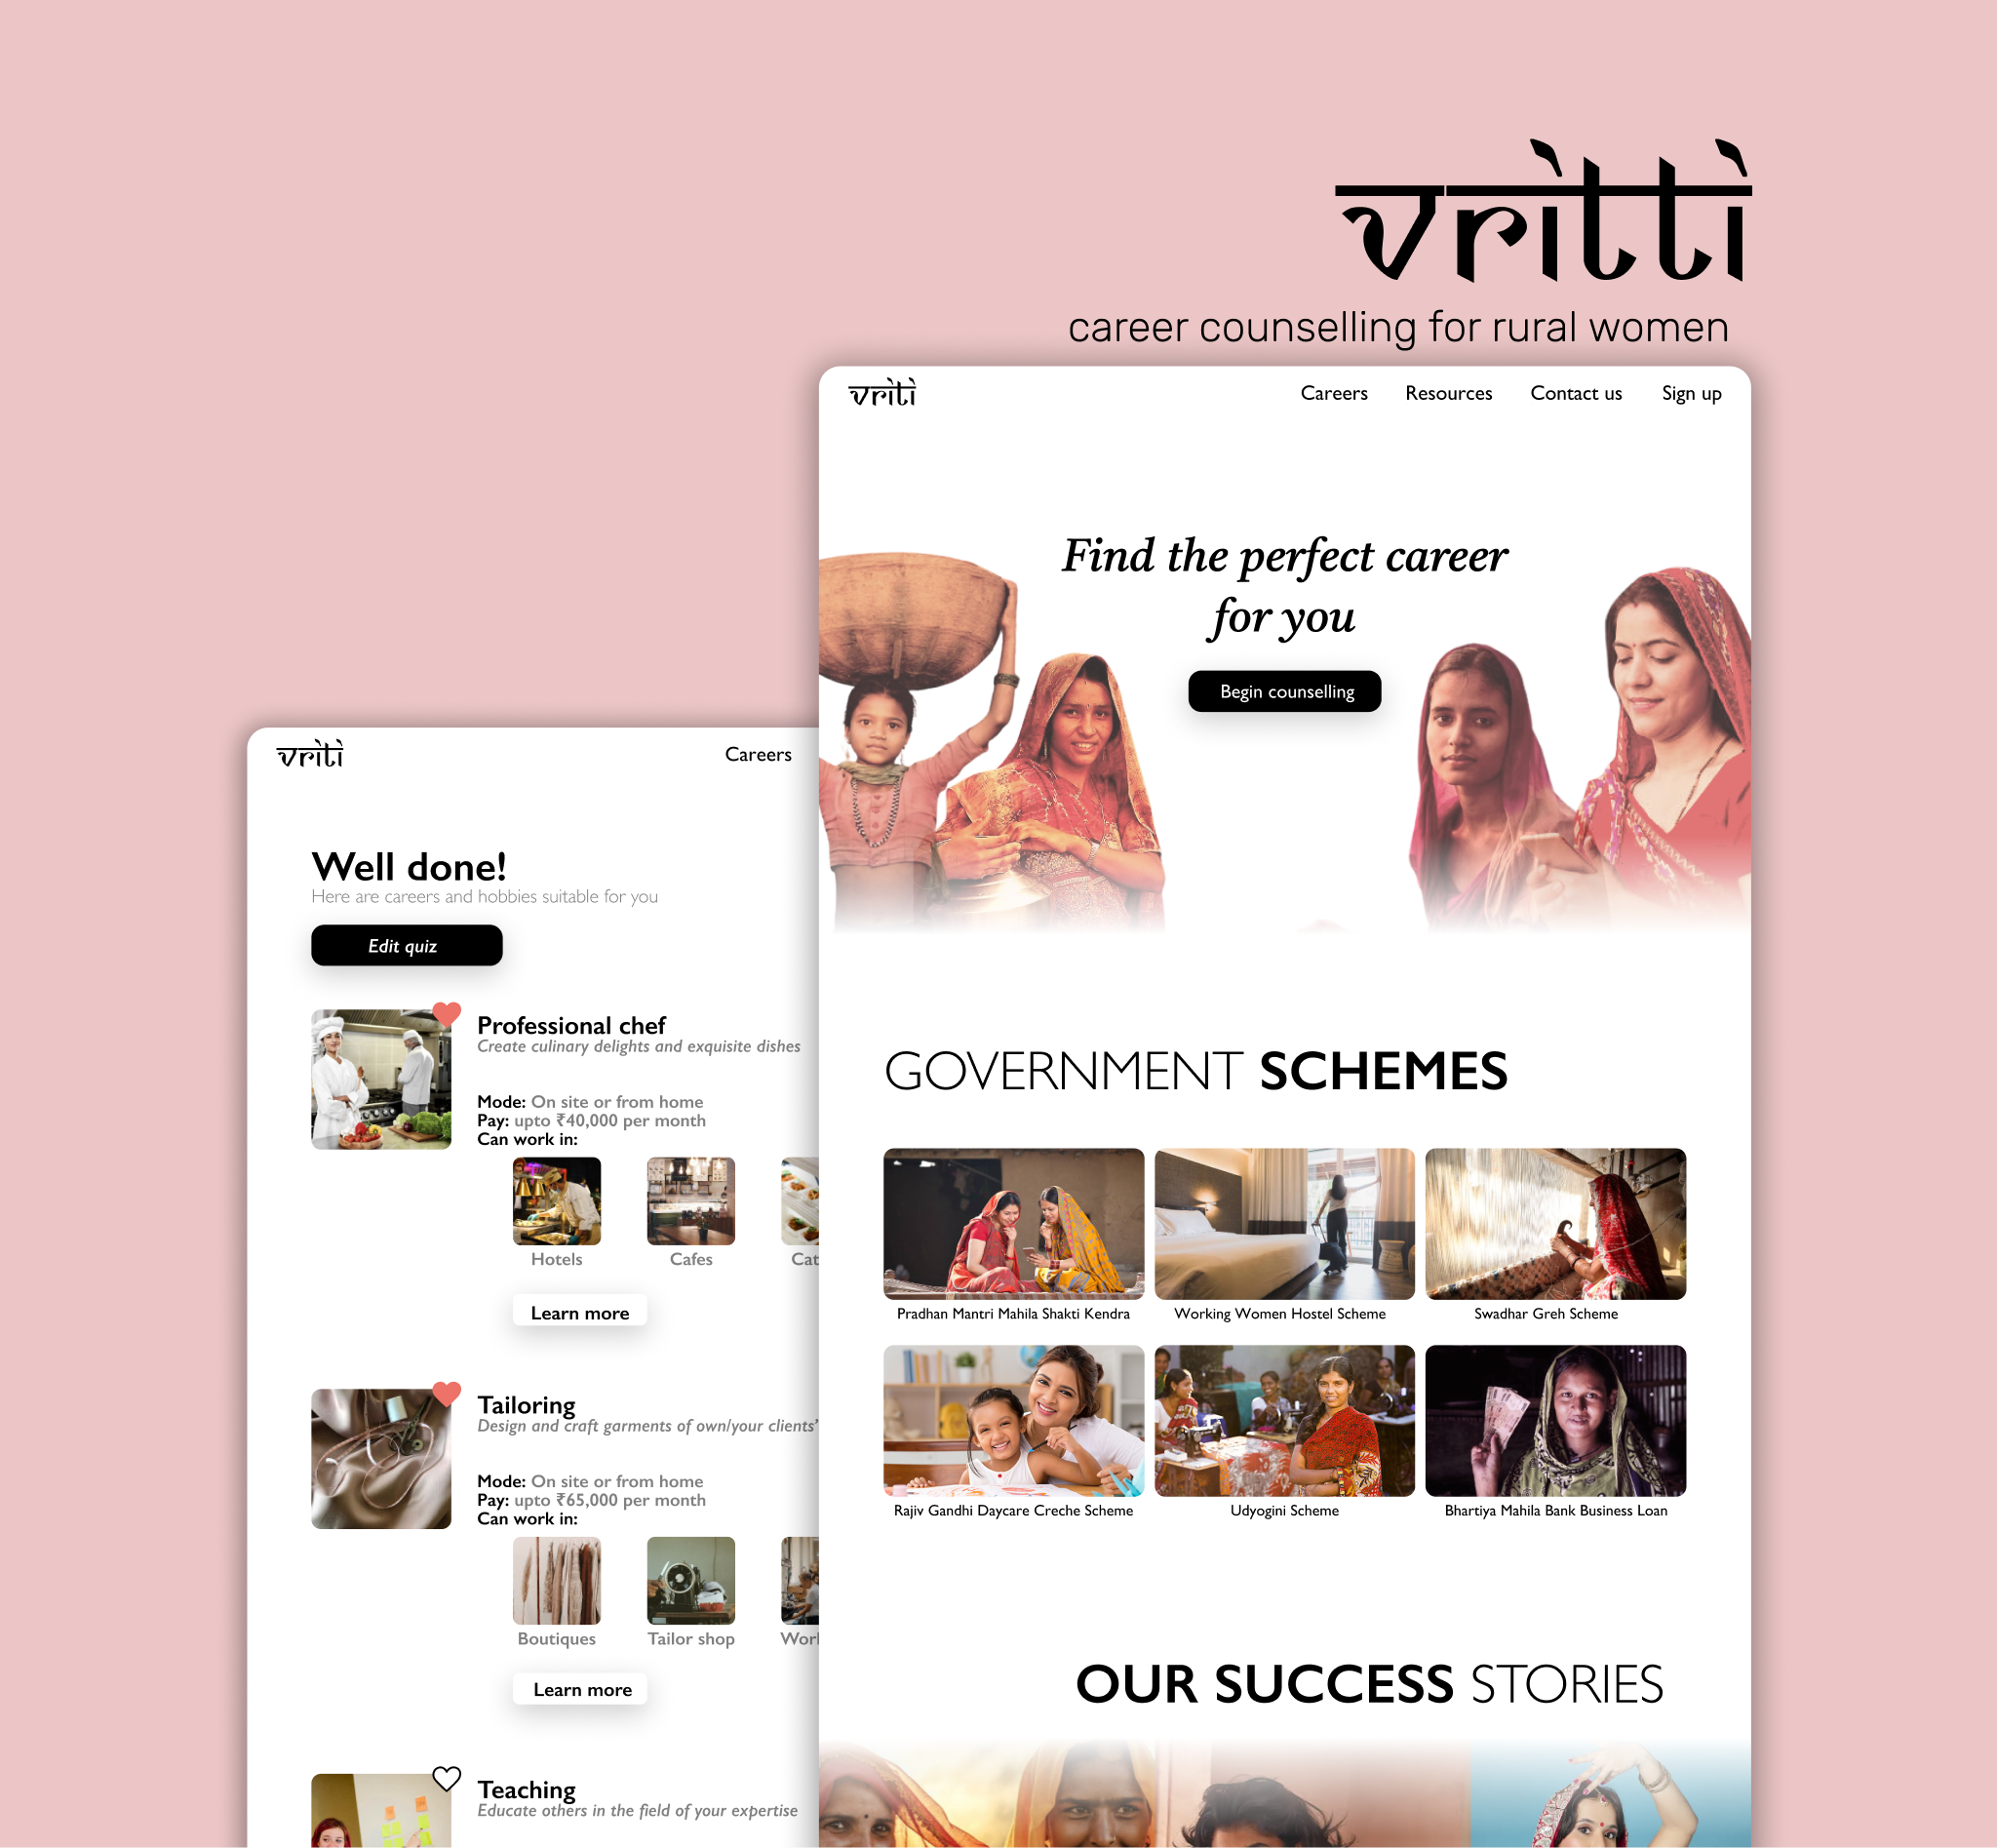 vritti
career counselling for rural women
vriti
Careers
Resources
Contact us
Sign up
Find the perfect career
for you
Begin counselling
GOVERNMENT SCHEMES
Pradhan Mantri Mahila Shakti Kendra
Working Women Hostel Scheme
Swadhar Greh Scheme
Rajiv Gandhi Daycare Creche Scheme
Udyogini Scheme
Bhartiya Mahila Bank Business Loan
OUR SUCCESS STORIES
vriti
Careers
Well done!
Here are careers and hobbies suitable for you
Edit quiz
Professional chef
Create culinary delights and exquisite dishes
Mode: On site or from home
Pay: upto ₹40,000 per month
Can work in:
Hotels
Cafes
Cat
Learn more
Tailoring
Design and craft garments of own/your clients'
Mode: On site or from home
Pay: upto ₹65,000 per month
Can work in:
Boutiques
Tailor shop
Learn more
Teaching
Educate others in the field of your expertise